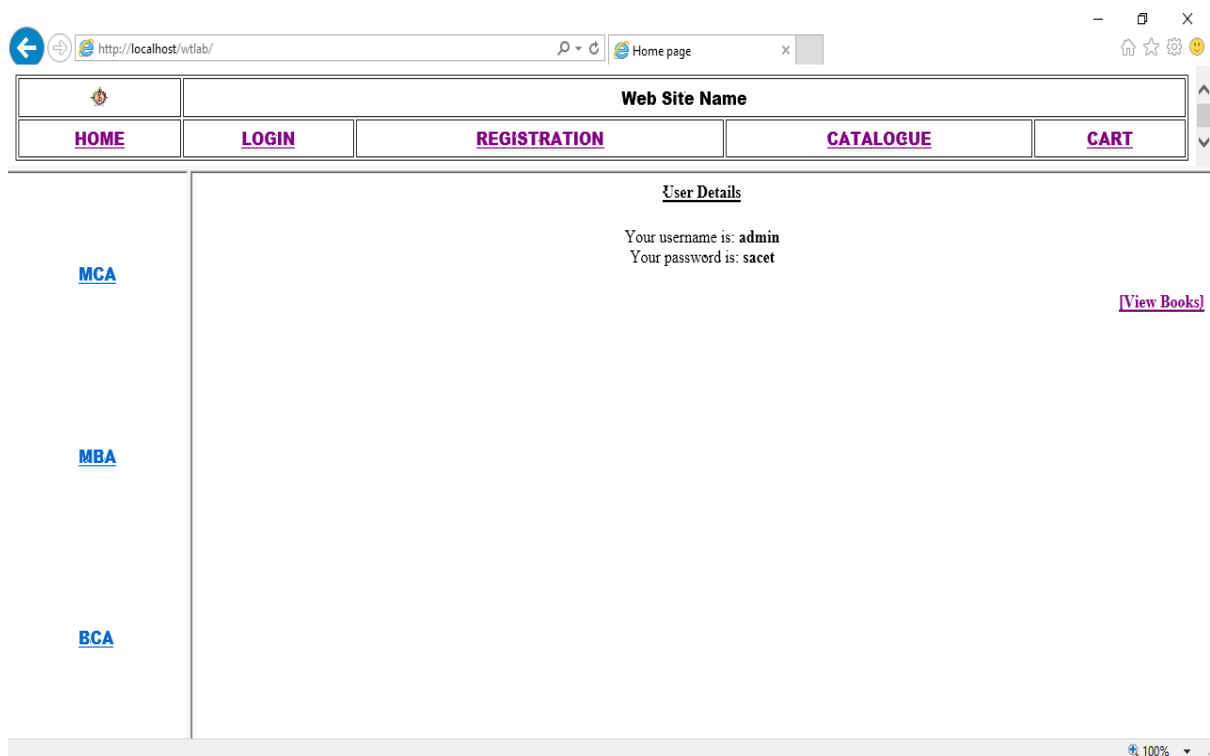 http://localhost/wtlab/
Home page
Web Site Name
HOME LOGIN REGISTRATION CATALOGUE CART
User Details
Your username is: admin
Your password is: sacet
[View Books]
MCA
MBA
BCA
100%